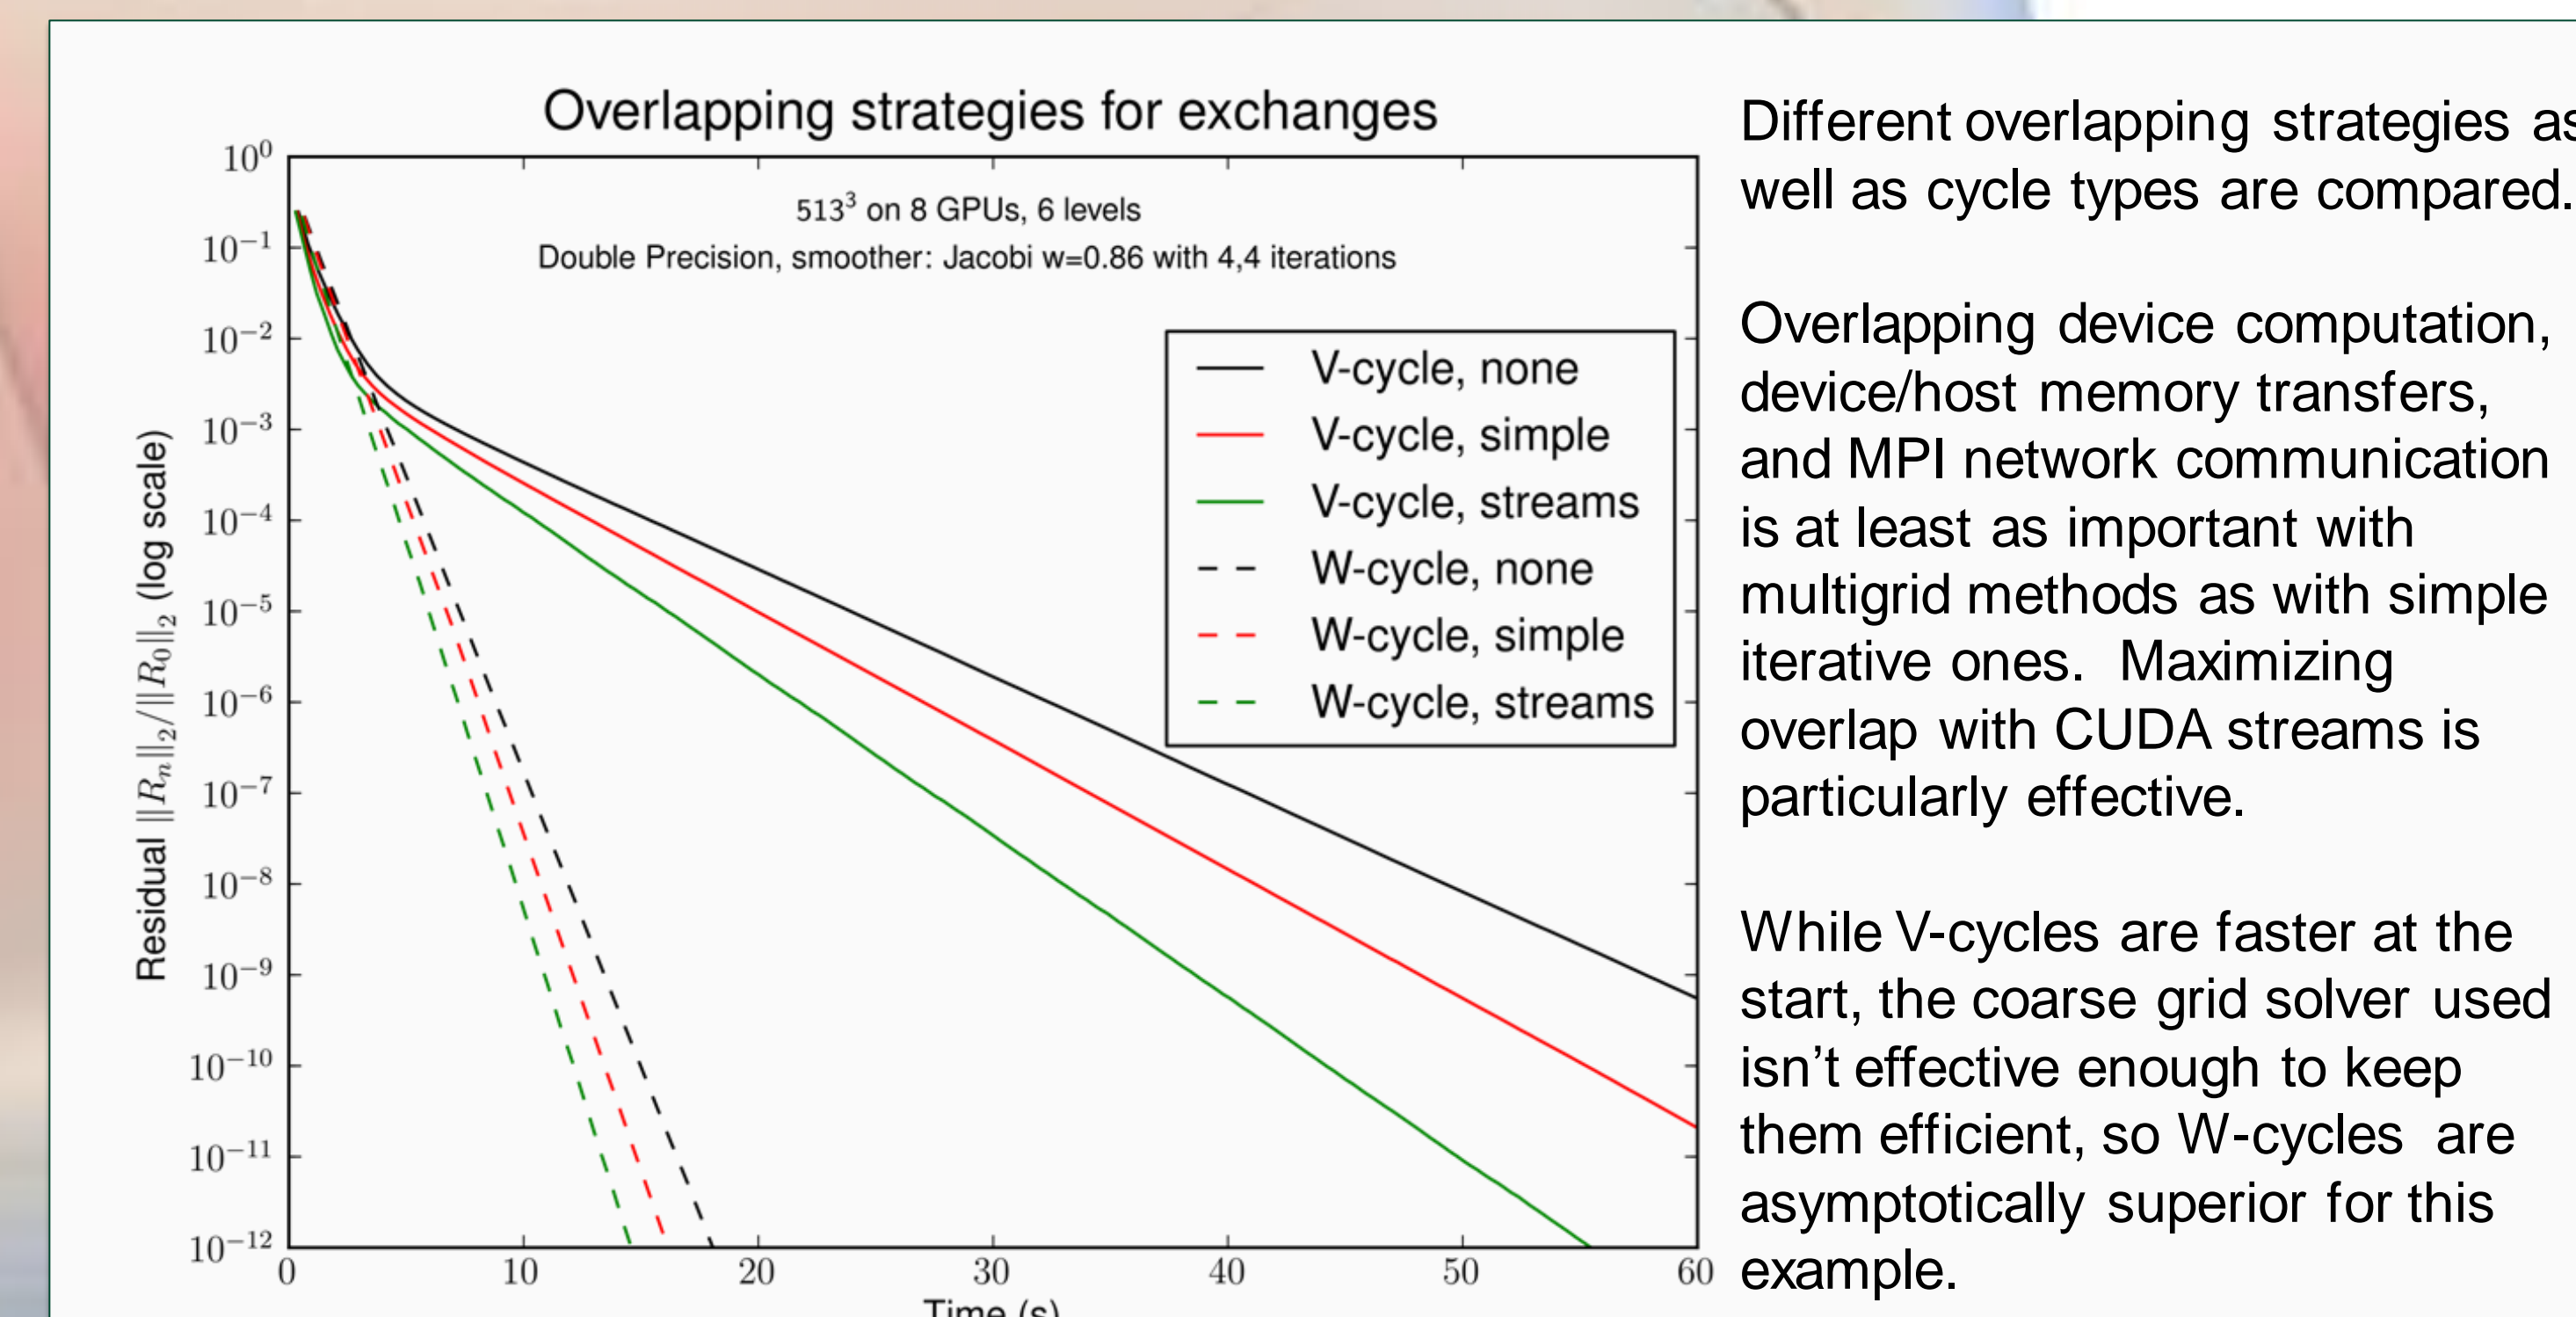 Overlapping strategies for exchanges
513³ on 8 GPUs, 6 levels
Double Precision, smoother: Jacobi w=0.86 with 4,4 iterations
V-cycle, none
V-cycle, simple
V-cycle, streams
W-cycle, none
W-cycle, simple
W-cycle, streams
Residual ||Rₙ||₂/||R₀||₂ (log scale)
10⁰
10⁻¹
10⁻²
10⁻³
10⁻⁴
10⁻⁵
10⁻⁶
10⁻⁷
10⁻⁸
10⁻⁹
10⁻¹⁰
10⁻¹¹
10⁻¹²
0 10 20 30 40 50 60
Time (s)
Different overlapping strategies as
well as cycle types are compared.
Overlapping device computation,
device/host memory transfers,
and MPI network communication
is at least as important with
multigrid methods as with simple
iterative ones. Maximizing
overlap with CUDA streams is
particularly effective.
While V-cycles are faster at the
start, the coarse grid solver used
isn't effective enough to keep
them efficient, so W-cycles are
asymptotically superior for this
example.